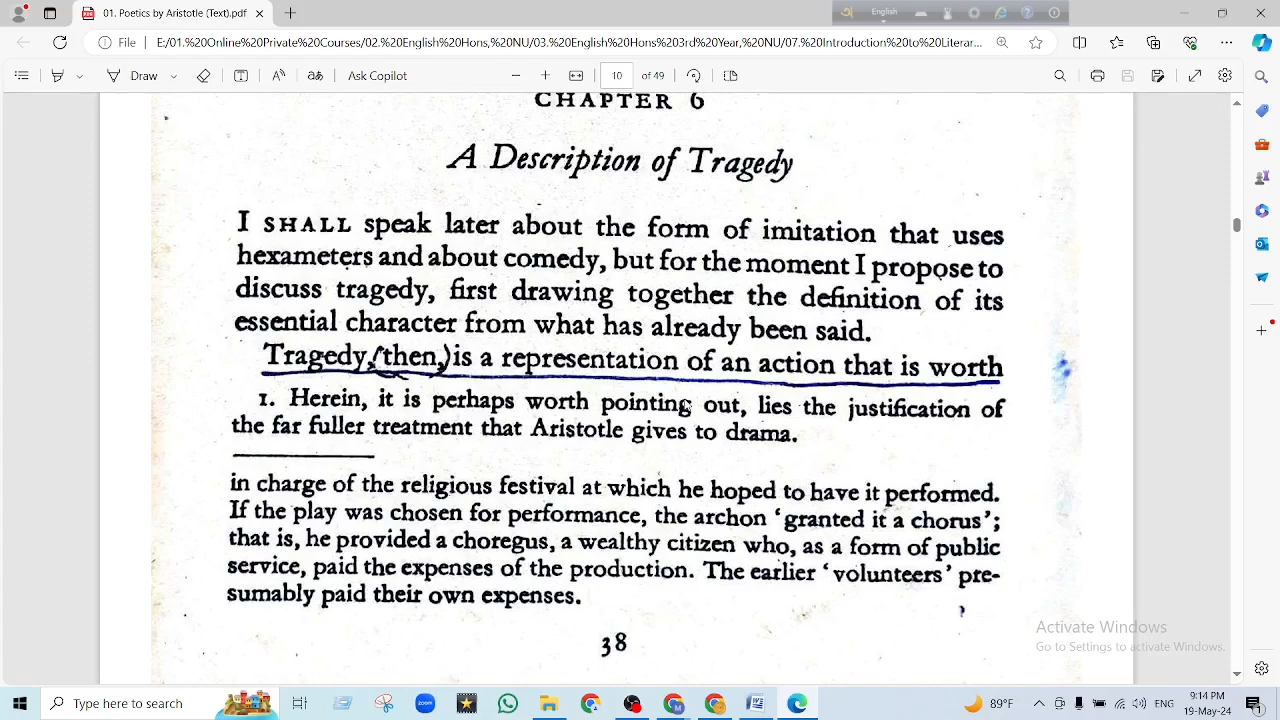 01. Poetics by Aristotle (Text).pdf
English
File
E:/01.%20Online%20Private%20Courses/02.%20English%20Hons,%20NU/03.%20English%20Hons%203rd%20Year,%20NU/07.%20Introduction%20to%20Literar...
Draw
Ask Copilot
10 of 49
CHAPTER 6
A Description of Tragedy
I SHALL speak later about the form of imitation that uses
hexameters and about comedy, but for the moment I propose to
discuss tragedy, first drawing together the definition of its
essential character from what has already been said.
Tragedy, (then,) is a representation of an action that is worth
1. Herein, it is perhaps worth pointing out, lies the justification of
the far fuller treatment that Aristotle gives to drama.
in charge of the religious festival at which he hoped to have it performed.
If the play was chosen for performance, the archon ‘granted it a chorus’;
that is, he provided a choregus, a wealthy citizen who, as a form of public
service, paid the expenses of the production. The earlier ‘volunteers’ pre-
sumably paid their own expenses.
38
Activate Windows
Go to Settings to activate Windows.
Type here to search
zoom
89°F
ENG
9:14 PM
15-May-24